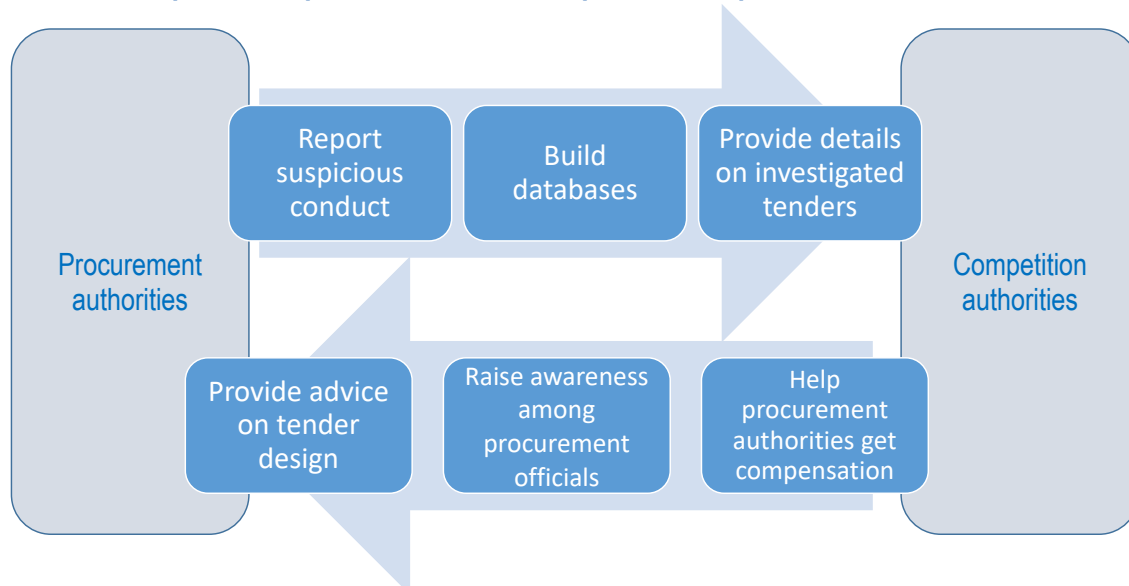 Report
suspicious
conduct
Build
databases
Provide details
on investigated
tenders
Procurement
authorities
Competition
authorities
Provide advice
on tender
design
Raise awareness
among
procurement
officials
Help
procurement
authorities get
compensation